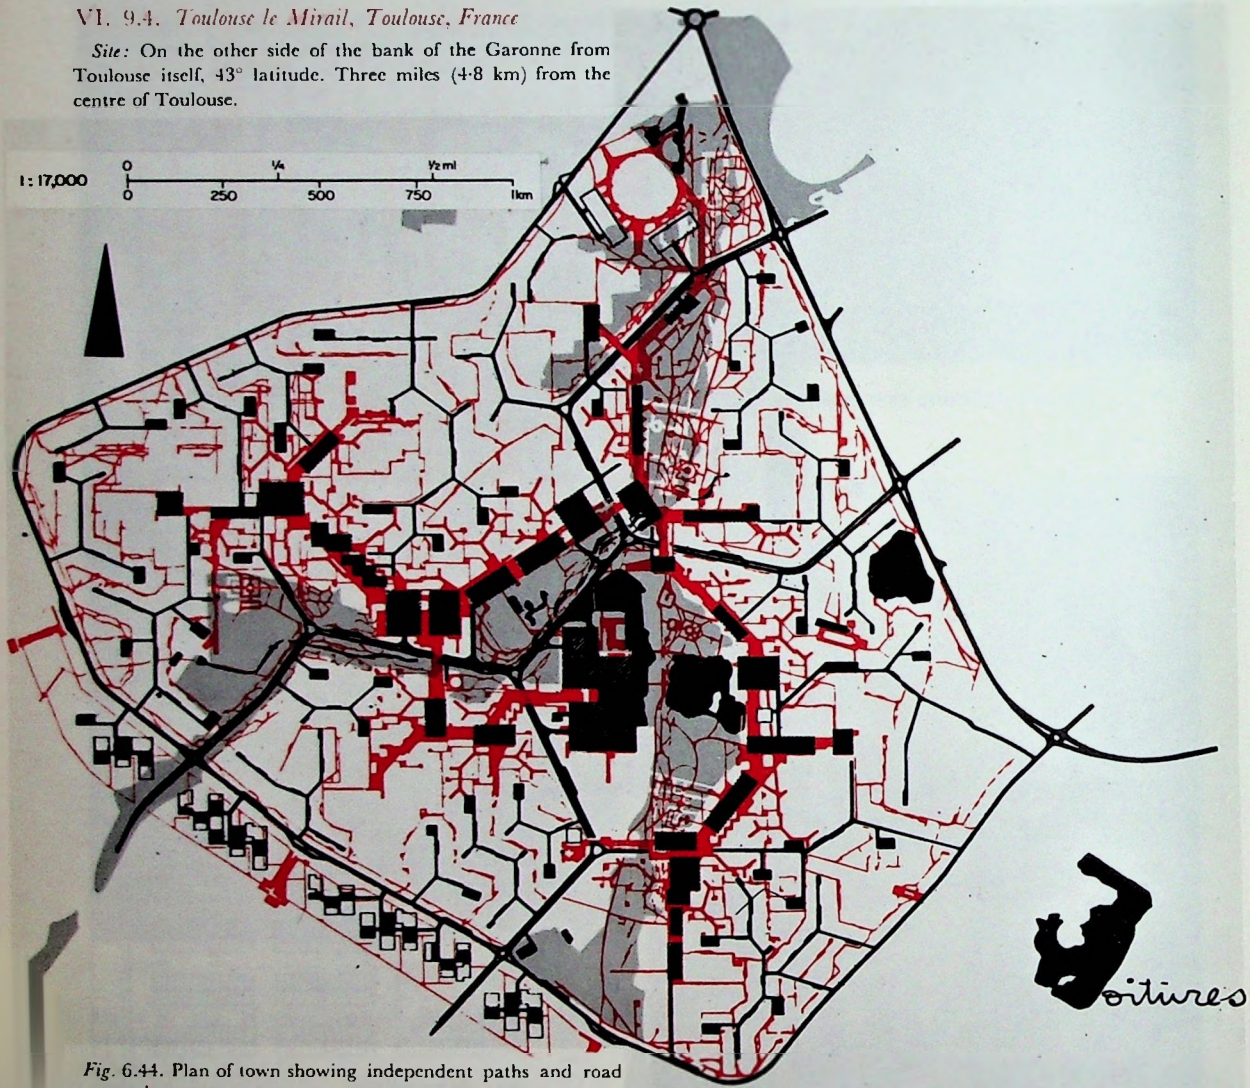 VI. 9.4. Toulouse le Mirail, Toulouse, France
Site: On the other side of the bank of the Garonne from
Toulouse itself, 43° latitude. Three miles (4·8 km) from the
centre of Toulouse.
0 ¼ ½ml
1:17,000
0 250 500 750 1km
oitures
Fig. 6.44. Plan of town showing independent paths and road